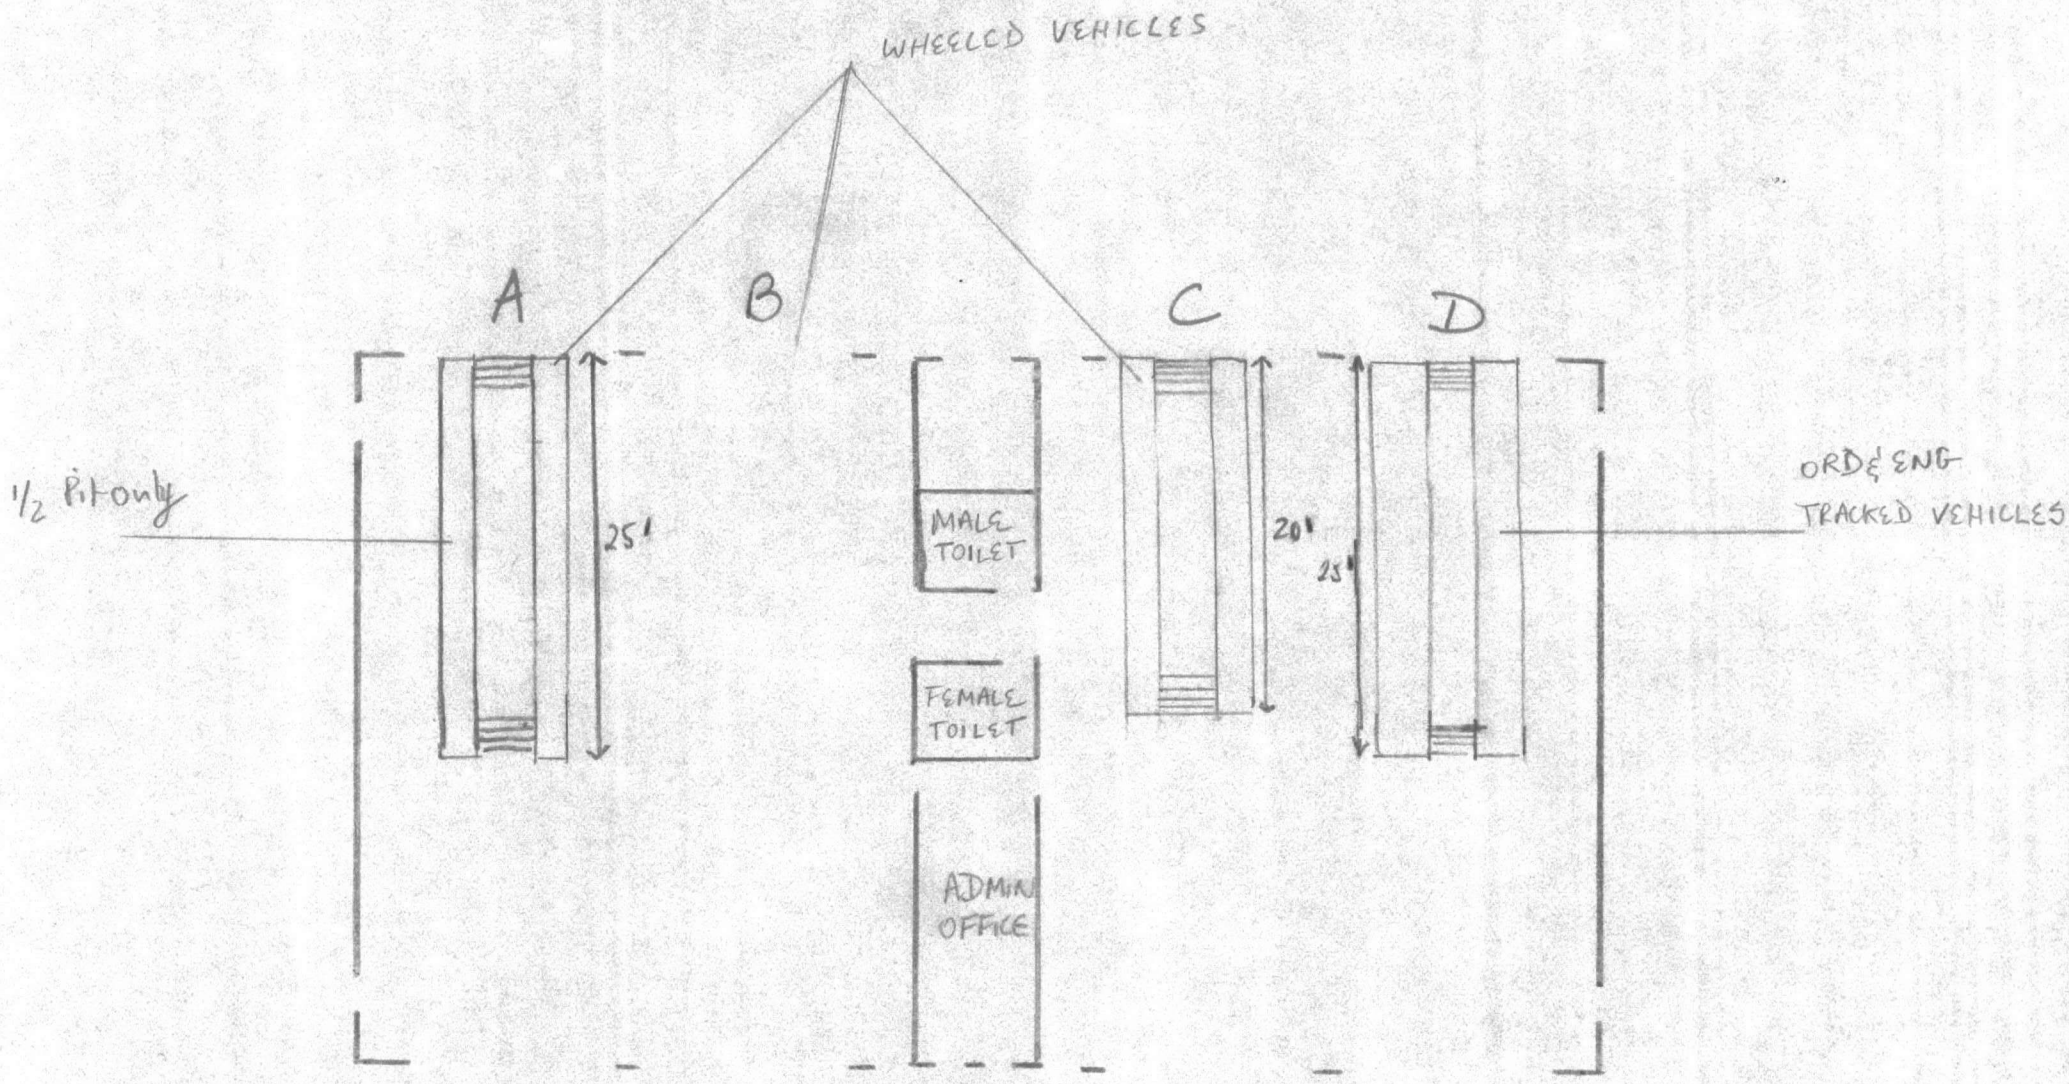 WHEELED VEHICLES
A
B
C
D
1/2 Pit only
25'
MALE
TOILET
20'
25'
ORD & ENG
TRACKED VEHICLES
FEMALE
TOILET
ADMIN
OFFICE